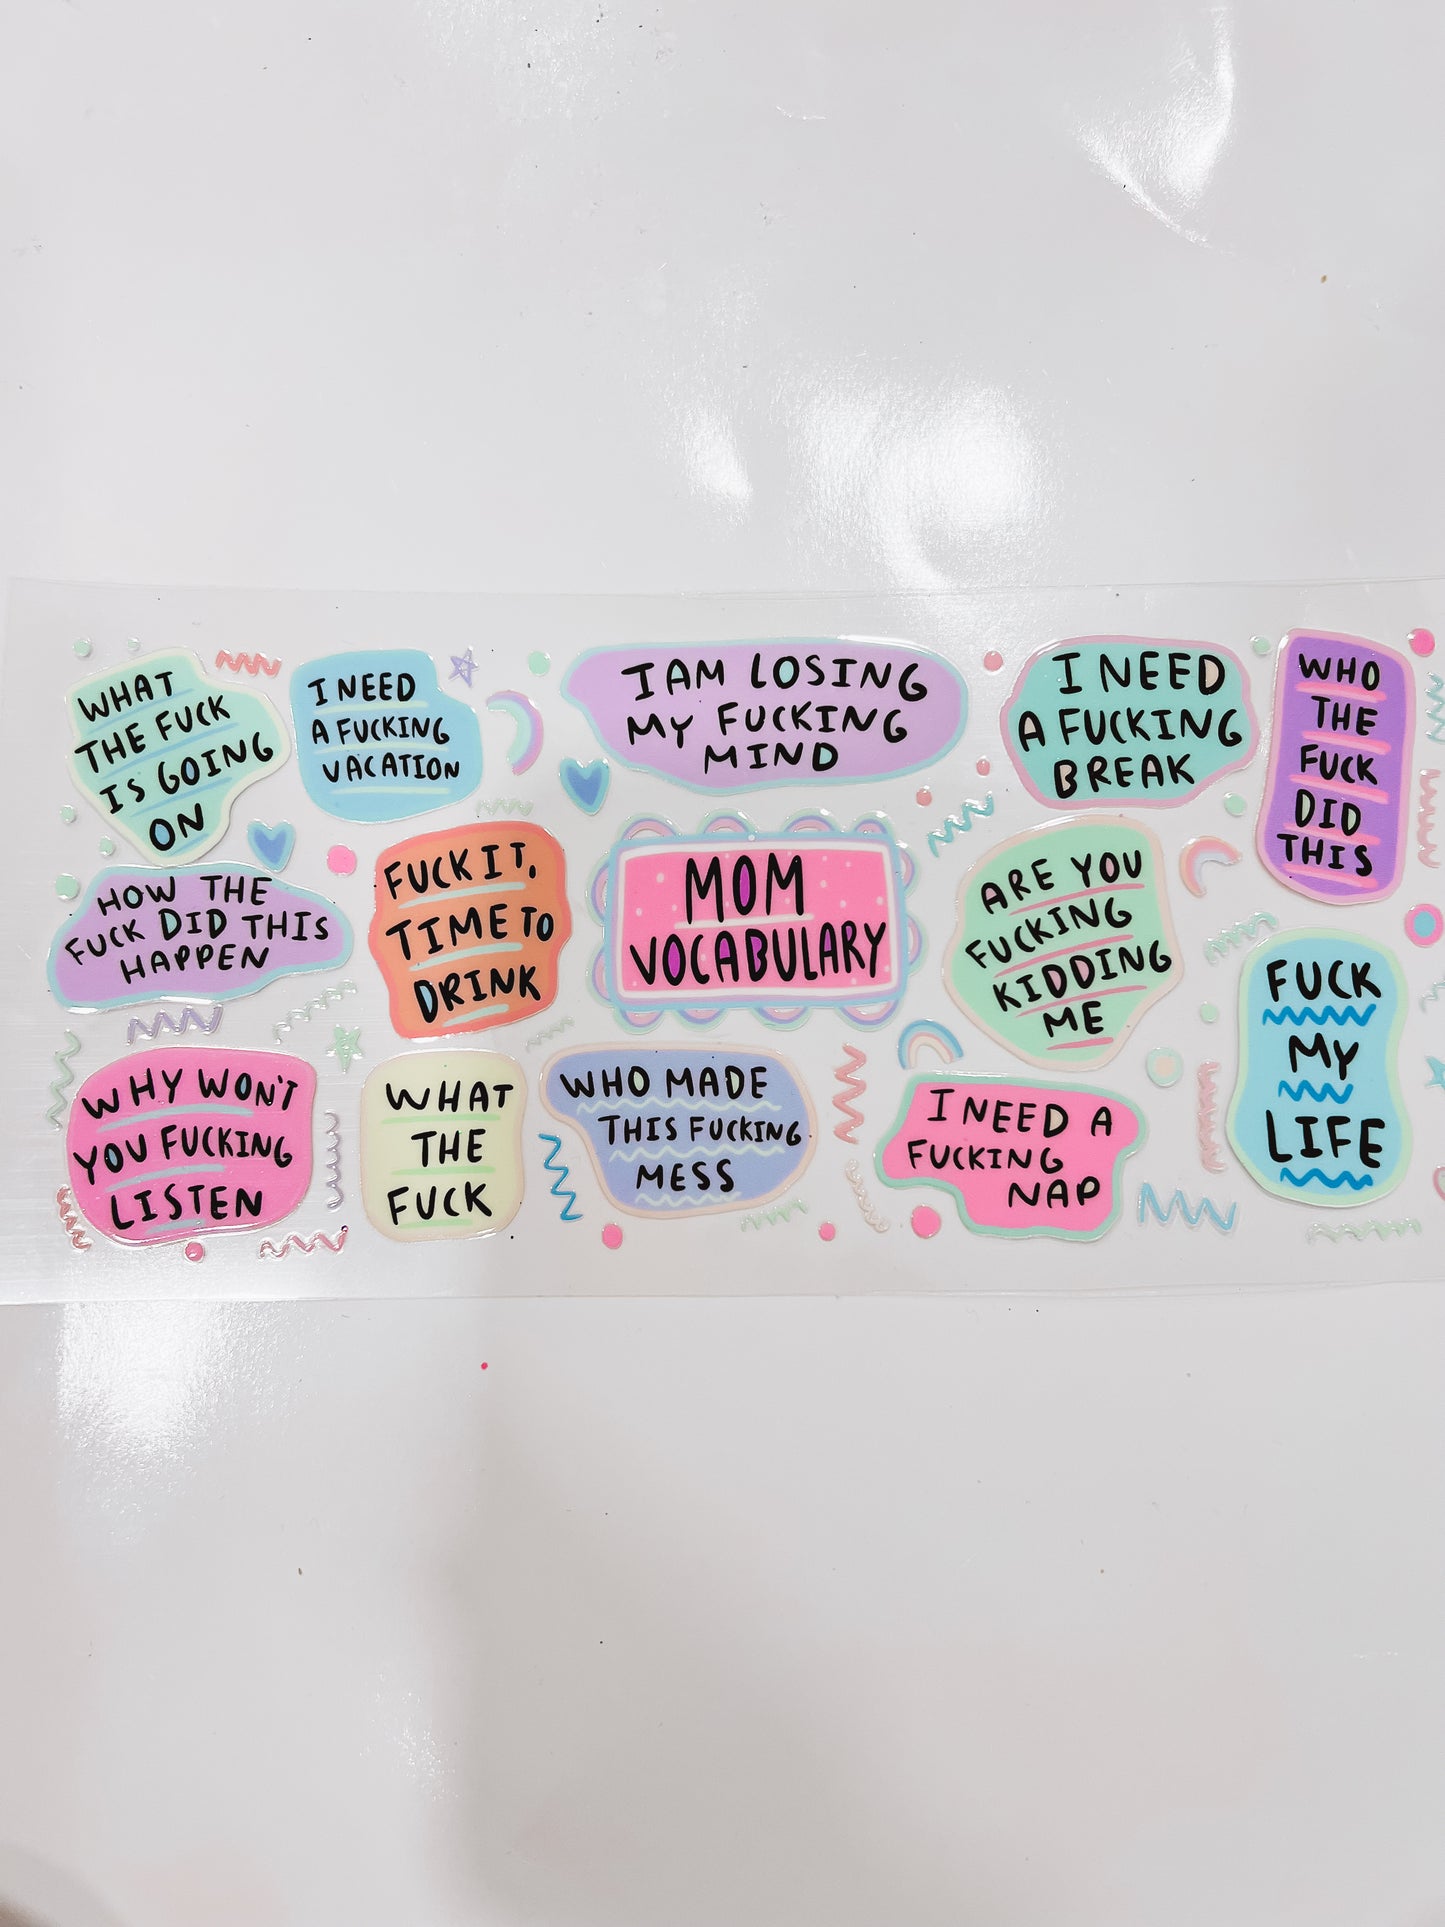 WHAT
THE FUCK
IS GOING
ON
I NEED
A FUCKING
VACATION
I AM LOSING
MY FUCKING
MIND
I NEED
A FUCKING
BREAK
WHO
THE
FUCK
DID
THIS
HOW THE
FUCK DID THIS
HAPPEN
FUCK IT,
TIME TO
DRINK
MOM
VOCABULARY
ARE YOU
FUCKING
KIDDING
ME
FUCK
MY
LIFE
WHY WON'T
YOU FUCKING
LISTEN
WHAT
THE
FUCK
WHO MADE
THIS FUCKING
MESS
I NEED A
FUCKING
NAP